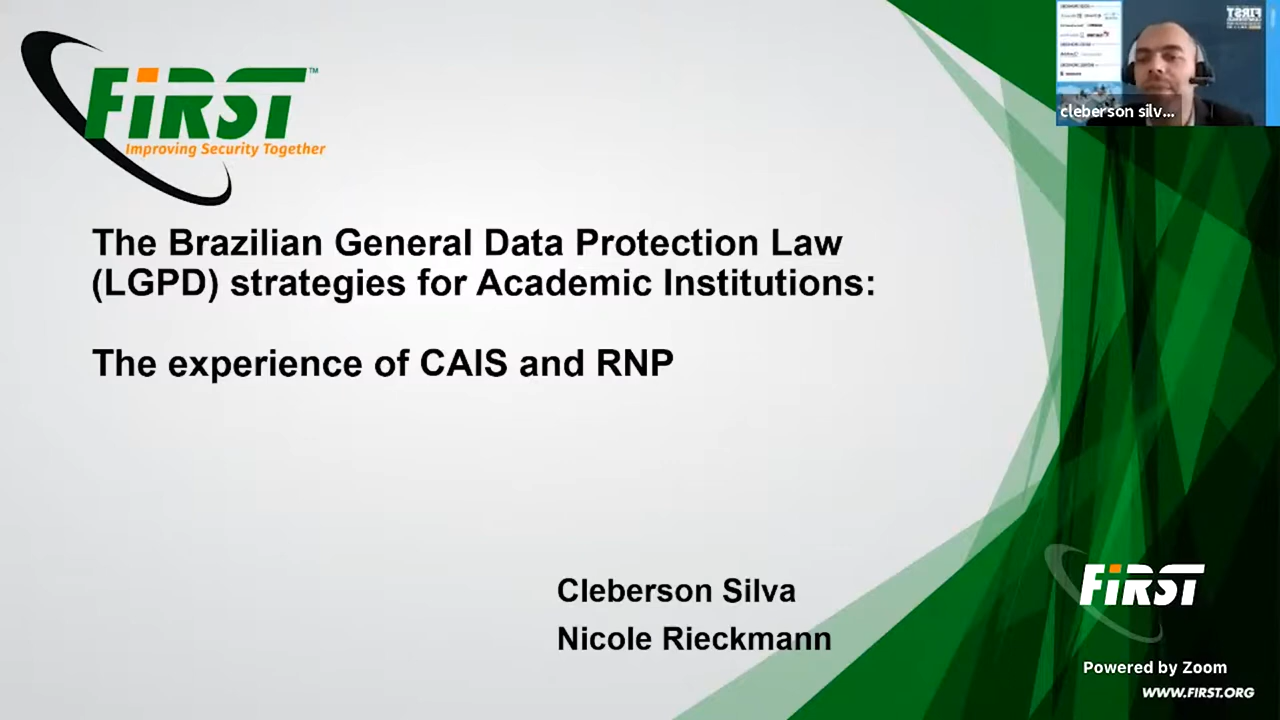 FiRST™
Improving Security Together
cleberson silv...
FIRST
The Brazilian General Data Protection Law
(LGPD) strategies for Academic Institutions:
The experience of CAIS and RNP
Cleberson Silva
Nicole Rieckmann
FiRST
Powered by Zoom
WWW.FIRST.ORG